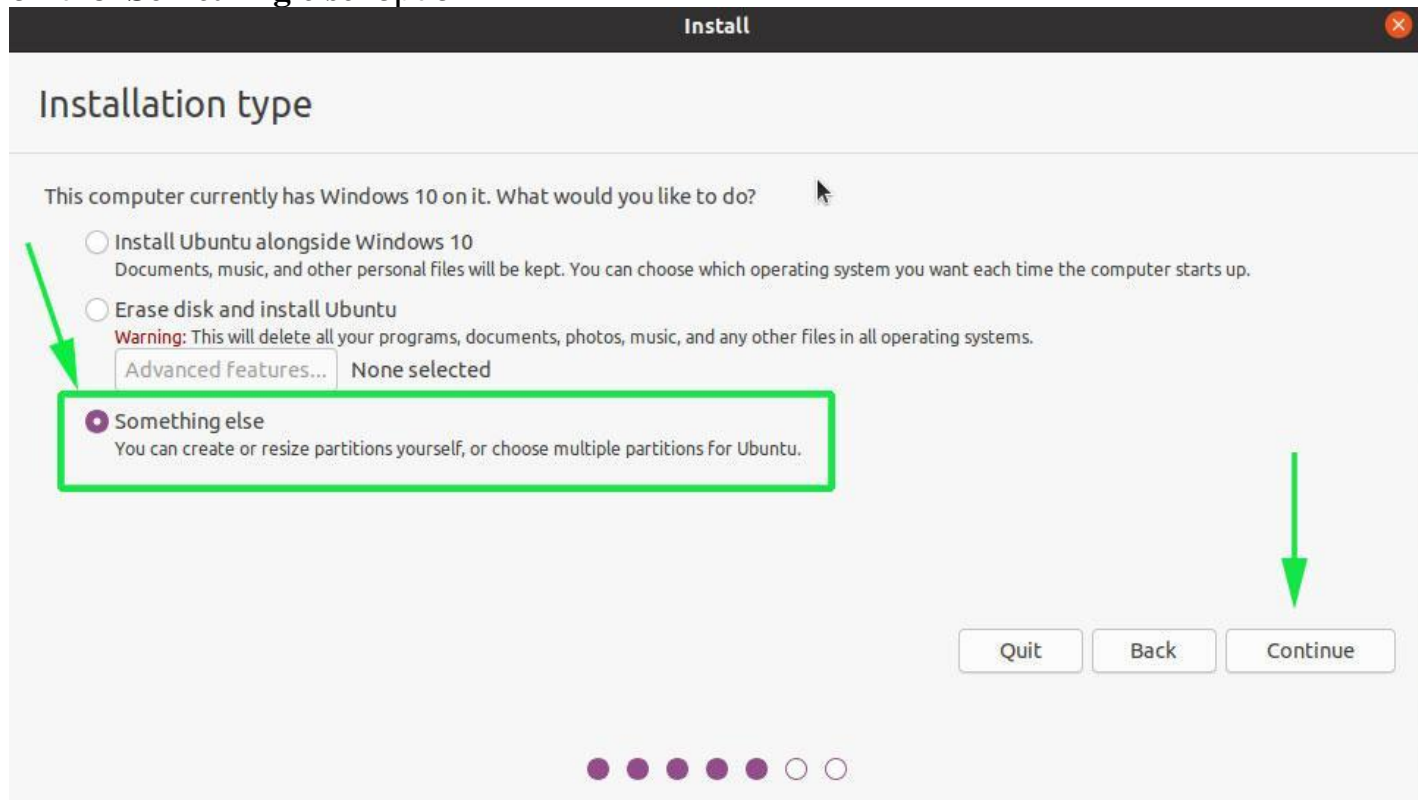 Install
Installation type
This computer currently has Windows 10 on it. What would you like to do?
Install Ubuntu alongside Windows 10
Documents, music, and other personal files will be kept. You can choose which operating system you want each time the computer starts up.
Erase disk and install Ubuntu
Warning: This will delete all your programs, documents, photos, music, and any other files in all operating systems.
Advanced features... None selected
Something else
You can create or resize partitions yourself, or choose multiple partitions for Ubuntu.
Quit Back Continue